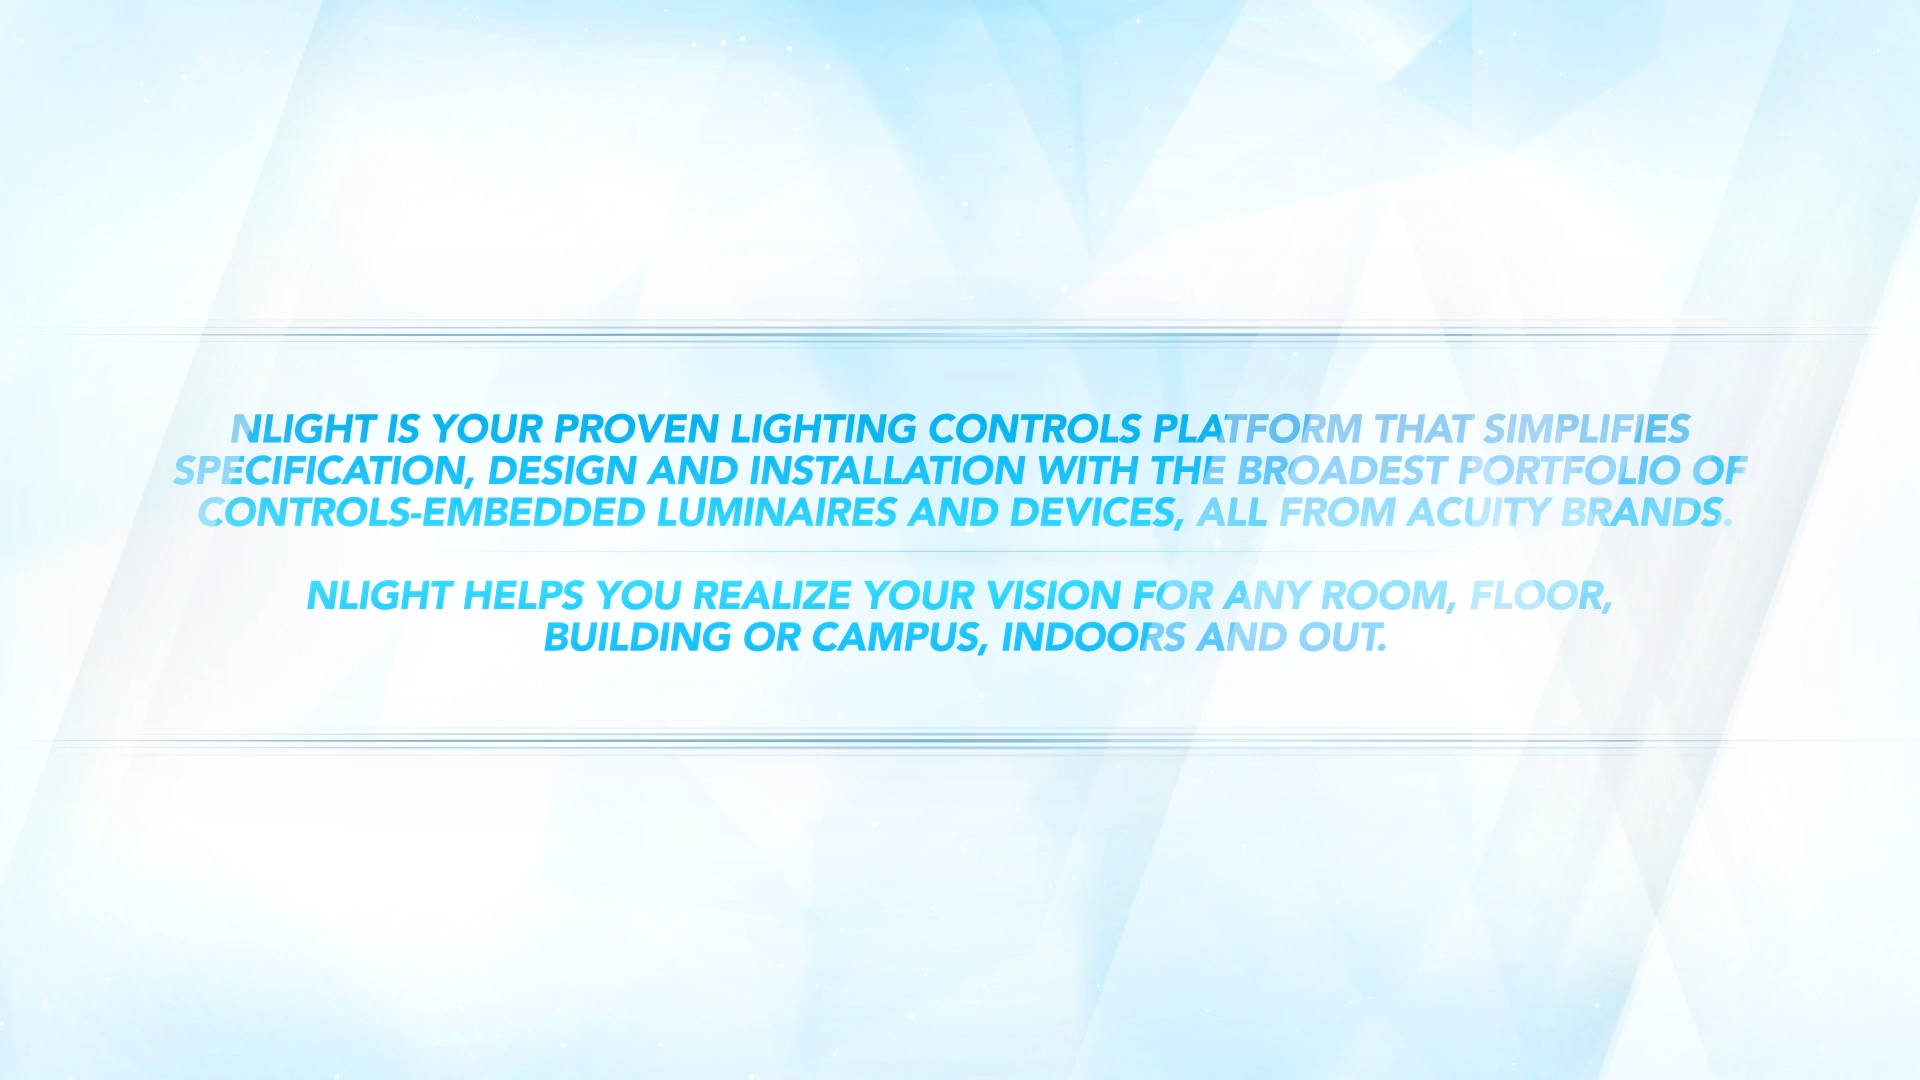 NLIGHT IS YOUR PROVEN LIGHTING CONTROLS PLATFORM THAT SIMPLIFIES
SPECIFICATION, DESIGN AND INSTALLATION WITH THE BROADEST PORTFOLIO OF
CONTROLS-EMBEDDED LUMINAIRES AND DEVICES, ALL FROM ACUITY BRANDS.
NLIGHT HELPS YOU REALIZE YOUR VISION FOR ANY ROOM, FLOOR,
BUILDING OR CAMPUS, INDOORS AND OUT.